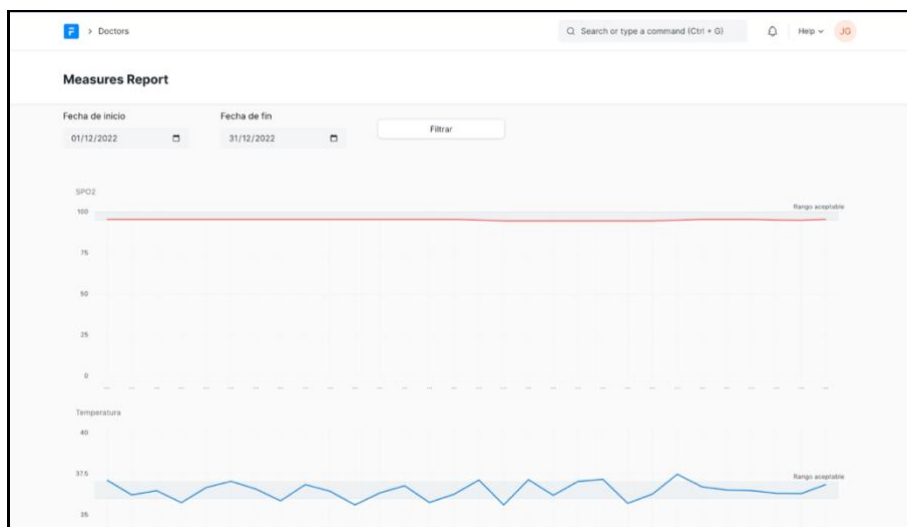 > Doctors
Search or type a command (Ctrl + G)
Help
JG
Measures Report
Fecha de inicio
Fecha de fin
01/12/2022
31/12/2022
Filtrar
SPO2
Rango aceptable
100
75
50
25
0
Temperatura
40
37.5
Rango aceptable
35